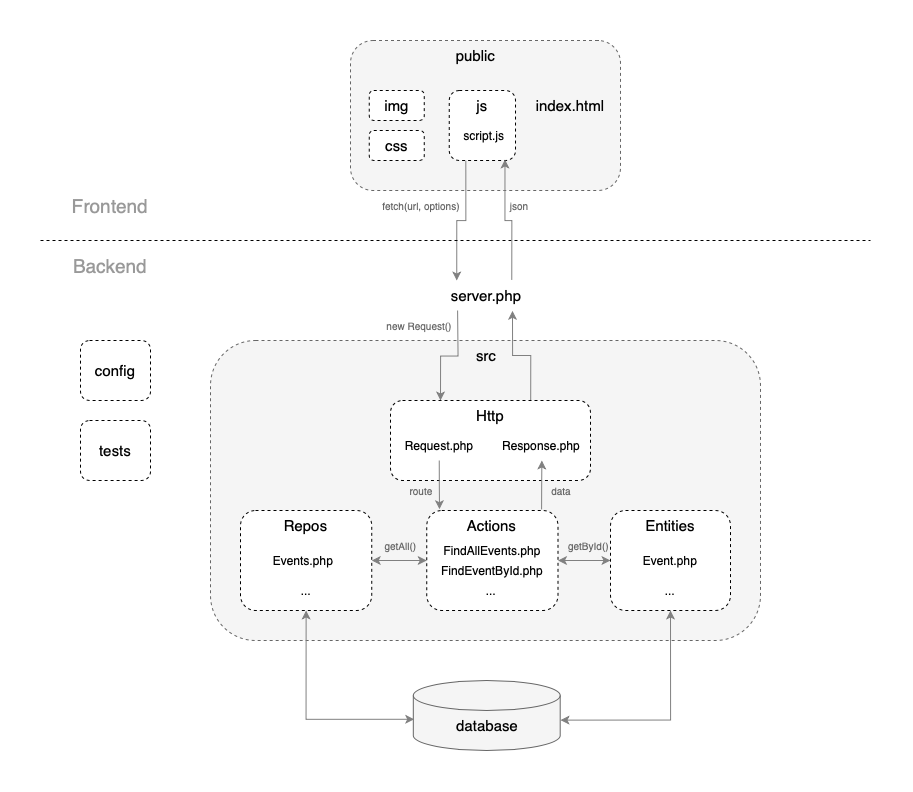 public
img
js
index.html
script.js
css
Frontend
fetch(url, options)
json
Backend
server.php
new Request()
src
config
Http
Request.php
Response.php
tests
route
data
Repos
Actions
Entities
Events.php
getAll()
FindAllEvents.php
getById()
Event.php
FindEventById.php
...
...
...
database